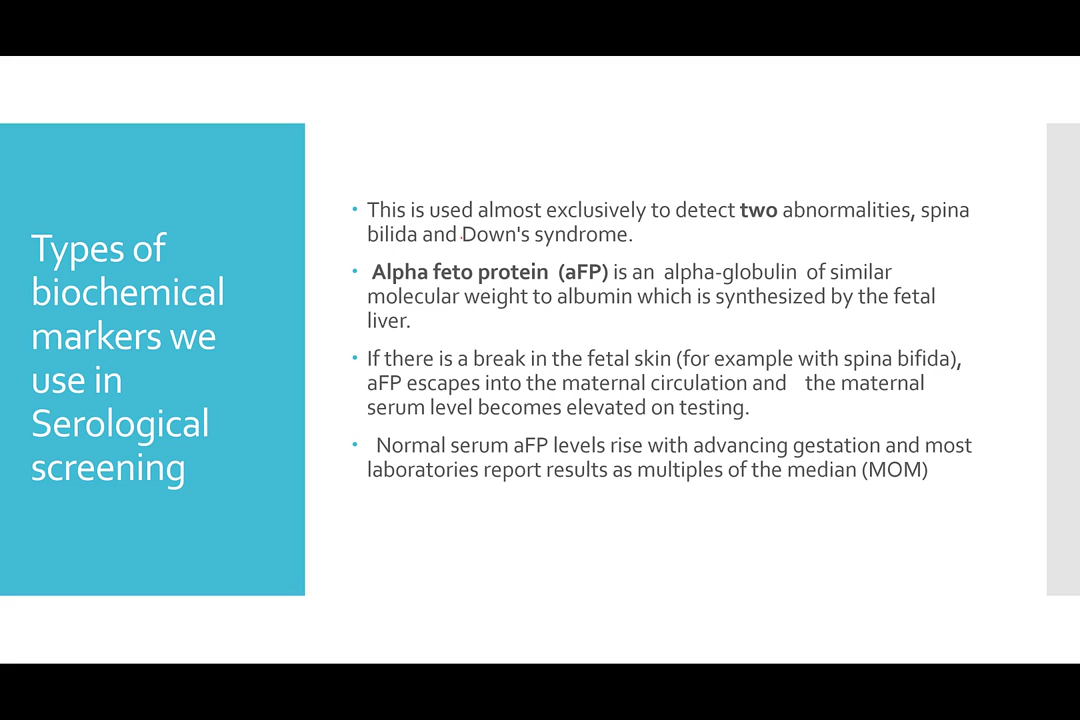 Types of
biochemical
markers we
use in
Serological
screening
• This is used almost exclusively to detect two abnormalities, spina
bilida and Down's syndrome.
• Alpha feto protein (aFP) is an alpha-globulin of similar
molecular weight to albumin which is synthesized by the fetal
liver.
• If there is a break in the fetal skin (for example with spina bifida),
aFP escapes into the maternal circulation and the maternal
serum level becomes elevated on testing.
• Normal serum aFP levels rise with advancing gestation and most
laboratories report results as multiples of the median (MOM)